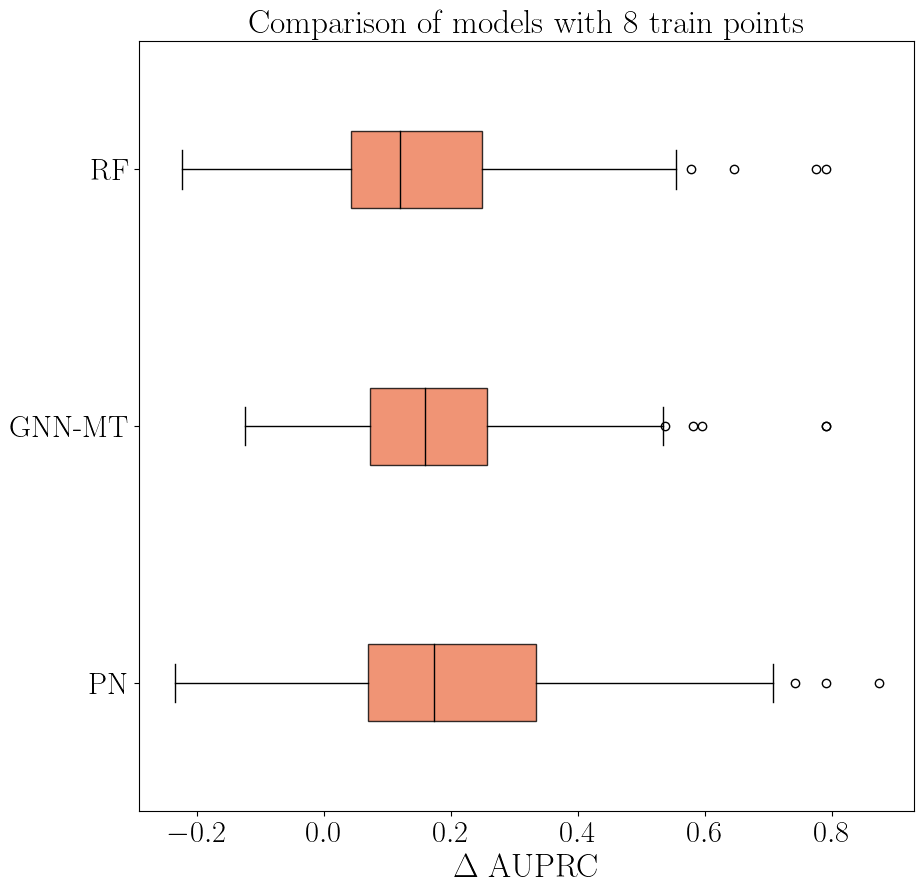 Comparison of models with 8 train points
RF
GNN-MT
PN
−0.2 0.0 0.2 0.4 0.6 0.8
Δ AUPRC